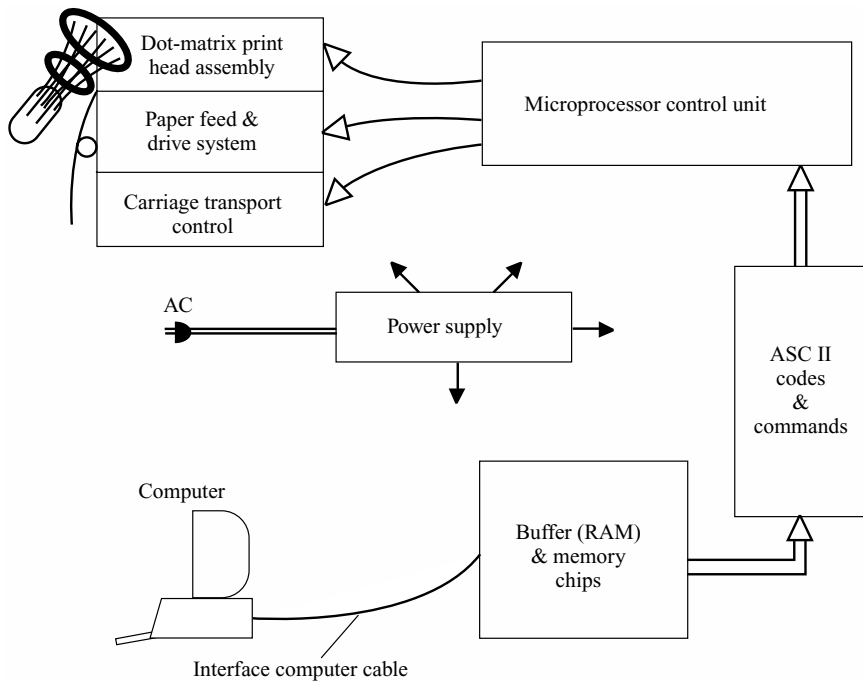 Dot-matrix print
head assembly
Microprocessor control unit
Paper feed &
drive system
Carriage transport
control
AC
Power supply
ASC II
codes
&
commands
Computer
Buffer (RAM)
& memory
chips
Interface computer cable